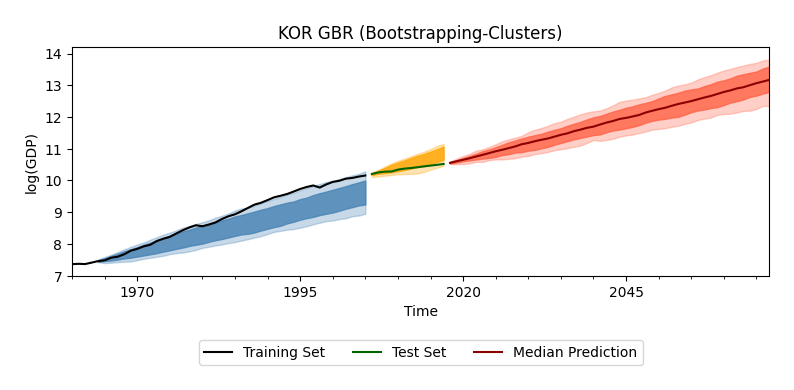 KOR GBR (Bootstrapping-Clusters)
14
13
12
11
10
9
8
7
log(GDP)
1970 1995 2020 2045
Time
Training Set Test Set Median Prediction